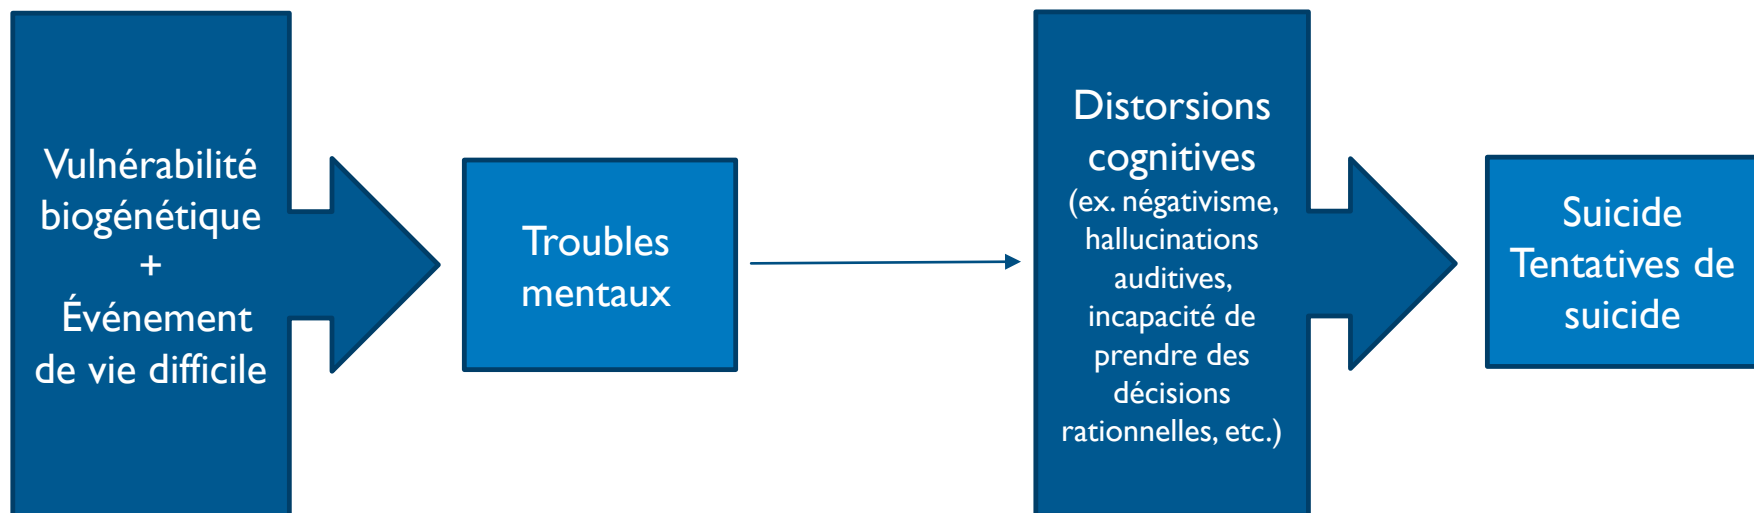 Vulnérabilité
biogénétique
+
Événement
de vie difficile
Troubles
mentaux
Distorsions
cognitives
(ex. négativisme,
hallucinations
auditives,
incapacité de
prendre des
décisions
rationnelles, etc.)
Suicide
Tentatives de
suicide